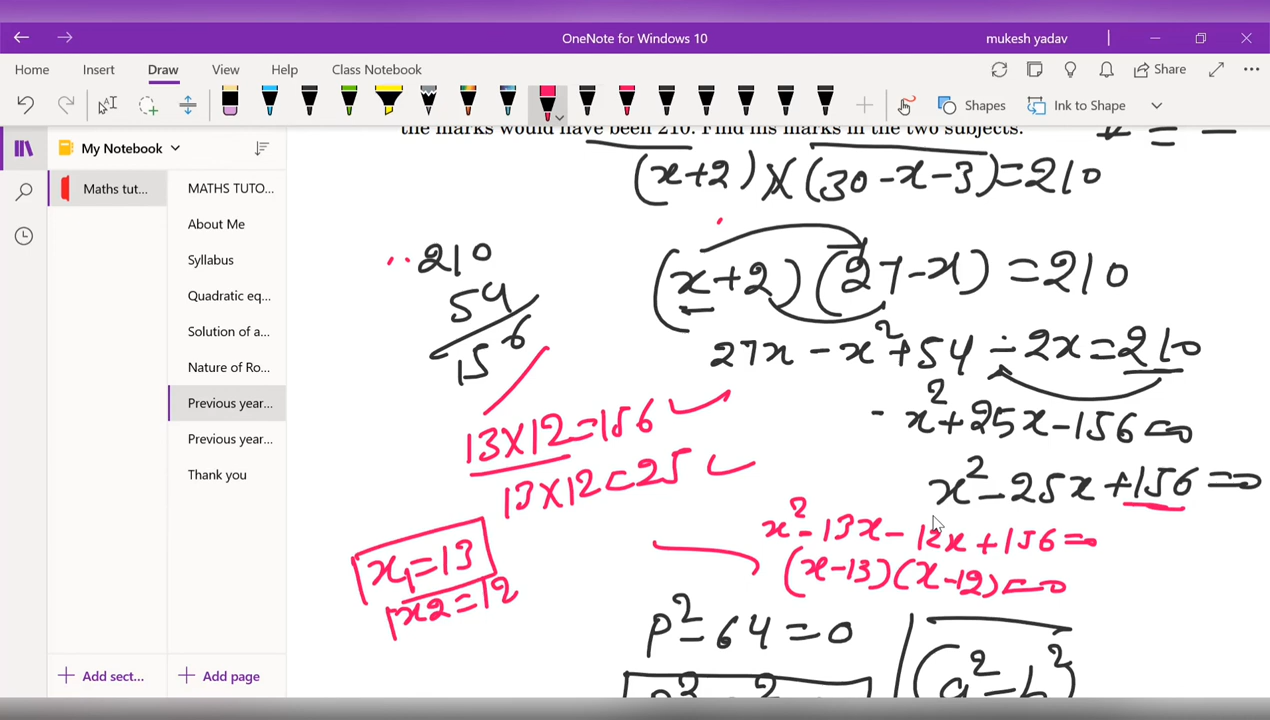 OneNote for Windows 10
mukesh yadav
Home Insert Draw View Help Class Notebook
Share
Shapes
Ink to Shape
My Notebook
Maths tut...
MATHS TUTO...
About Me
Syllabus
Quadratic eq...
Solution of a...
Nature of Ro...
Previous year...
Previous year...
Thank you
Add sect...
Add page
the marks would have been 210. Find his marks in the two subjects.
(x+2) X (30-x-3)=210
(x+2)(27-x)=210
27x-x²+54-2x=210
-x²+25x-156=0
x²-25x+156=0
210
54
156
13X12=156
13X12=25
x²-13x-12x+156=0
(x-13)(x-12)=0
x1=13
x2=12
p²-64=0
(a²-b²)